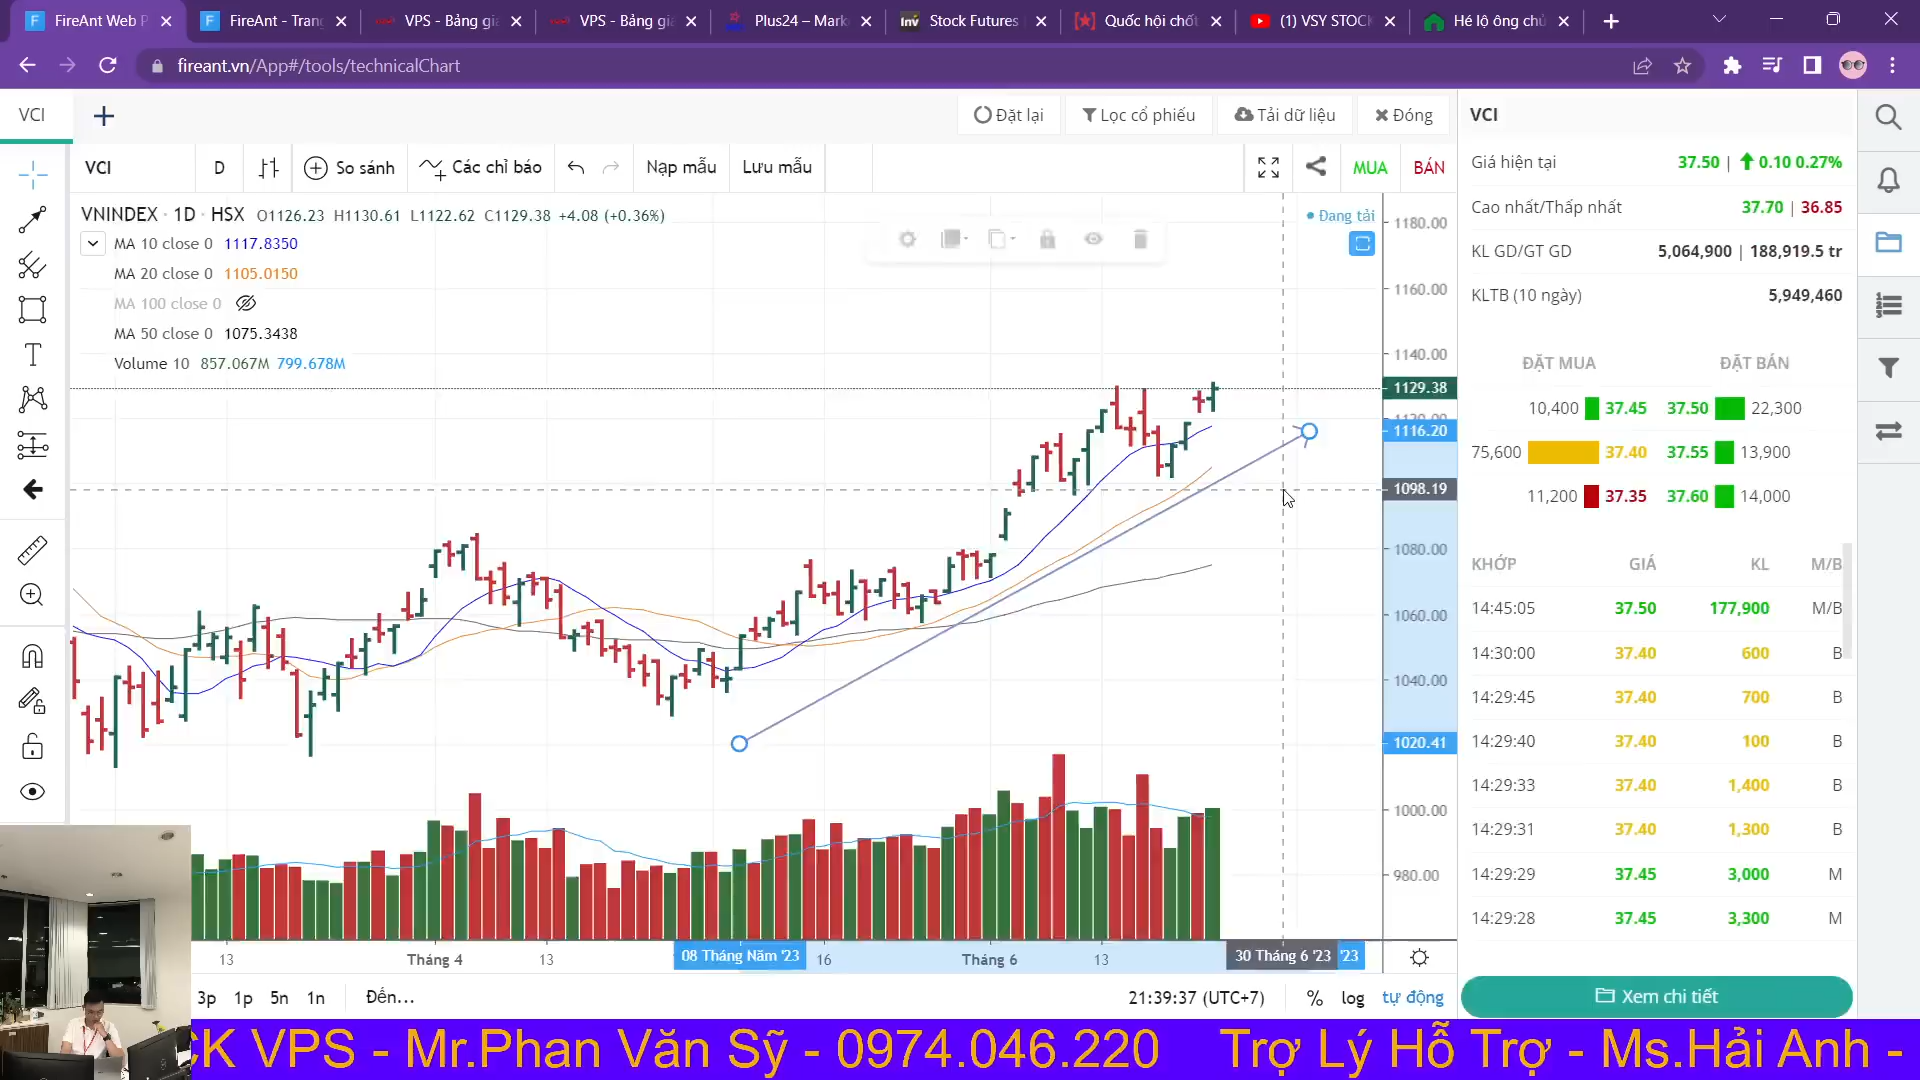 FireAnt Web P
FireAnt - Trang
VPS - Bảng giá
VPS - Bảng giá
Plus24 – Mark
Stock Futures
Quốc hội chốt
(1) VSY STOCK
Hé lộ ông chủ
fireant.vn/App#/tools/technicalChart
VCI
Đặt lại
Lọc cổ phiếu
Tải dữ liệu
Đóng
VCI
VCI
D
So sánh
Các chỉ báo
Nạp mẫu
Lưu mẫu
MUA
BÁN
VNINDEX · 1D · HSX O1126.23 H1130.61 L1122.62 C1129.38 +4.08 (+0.36%)
Đang tải
MA 10 close 0 1117.8350
MA 20 close 0 1105.0150
MA 100 close 0
MA 50 close 0 1075.3438
Volume 10 857.067M 799.678M
1180.00
1160.00
1140.00
1129.38
1120.00
1116.20
1098.19
1080.00
1060.00
1040.00
1020.41
1000.00
980.00
13
Tháng 4
13
08 Tháng Năm '23
16
Tháng 6
13
30 Tháng 6 '23
'23
3p 1p 5n 1n Đến...
21:39:37 (UTC+7) % log tự động
Giá hiện tại 37.50 | 0.10 0.27%
Cao nhất/Thấp nhất 37.70 | 36.85
KL GD/GT GD 5,064,900 | 188,919.5 tr
KLTB (10 ngày) 5,949,460
ĐẶT MUA ĐẶT BÁN
10,400 37.45 37.50 22,300
75,600 37.40 37.55 13,900
11,200 37.35 37.60 14,000
KHỚP GIÁ KL M/B
14:45:05 37.50 177,900 M/B
14:30:00 37.40 600 B
14:29:45 37.40 700 B
14:29:40 37.40 100 B
14:29:33 37.40 1,400 B
14:29:31 37.40 1,300 B
14:29:29 37.45 3,000 M
14:29:28 37.45 3,300 M
Xem chi tiết
CK VPS - Mr.Phan Văn Sỹ - 0974.046.220 Trợ Lý Hỗ Trợ - Ms.Hải Anh -